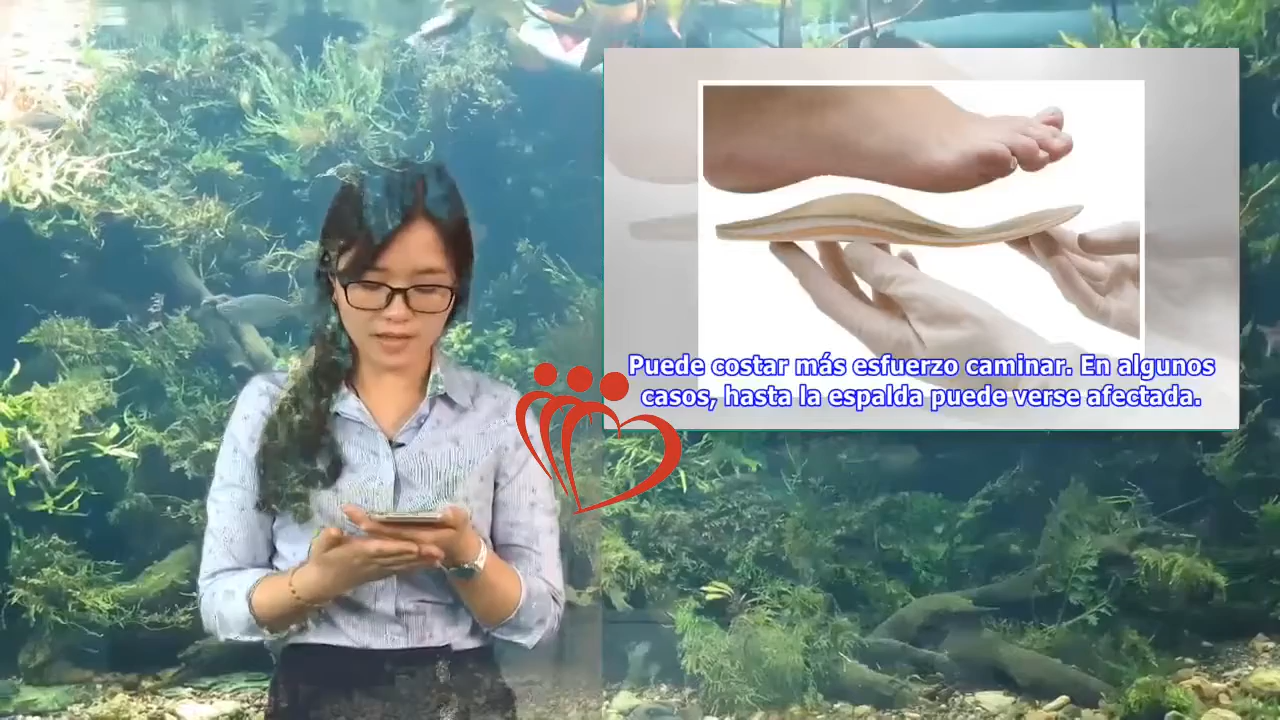 Puede costar más esfuerzo caminar. En algunos
casos, hasta la espalda puede verse afectada.